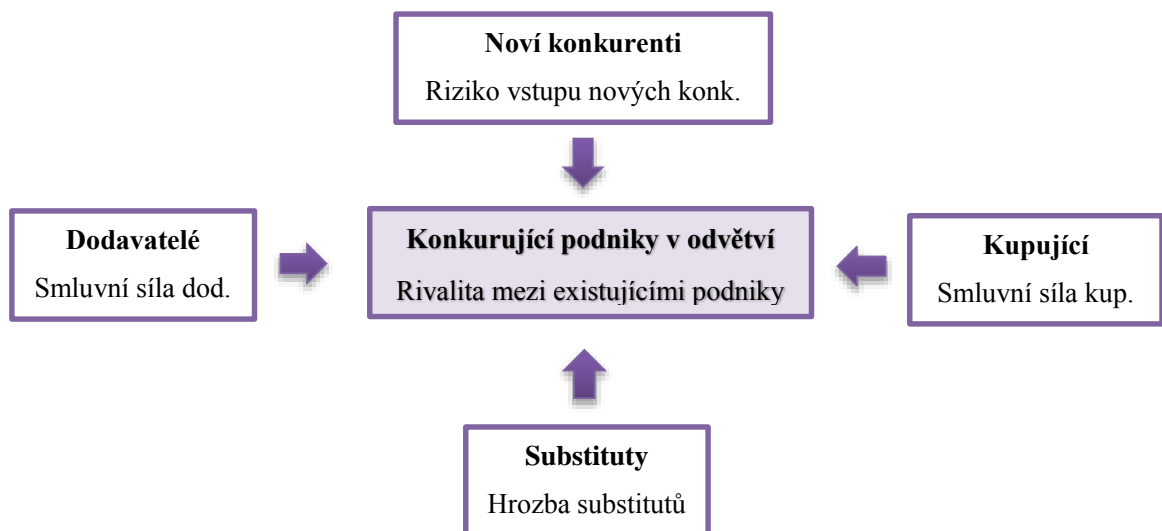 Noví konkurenti
Riziko vstupu nových konk.
Dodavatelé
Smluvní síla dod.
Konkurující podniky v odvětví
Rivalita mezi existujícími podniky
Kupující
Smluvní síla kup.
Substituty
Hrozba substitutů